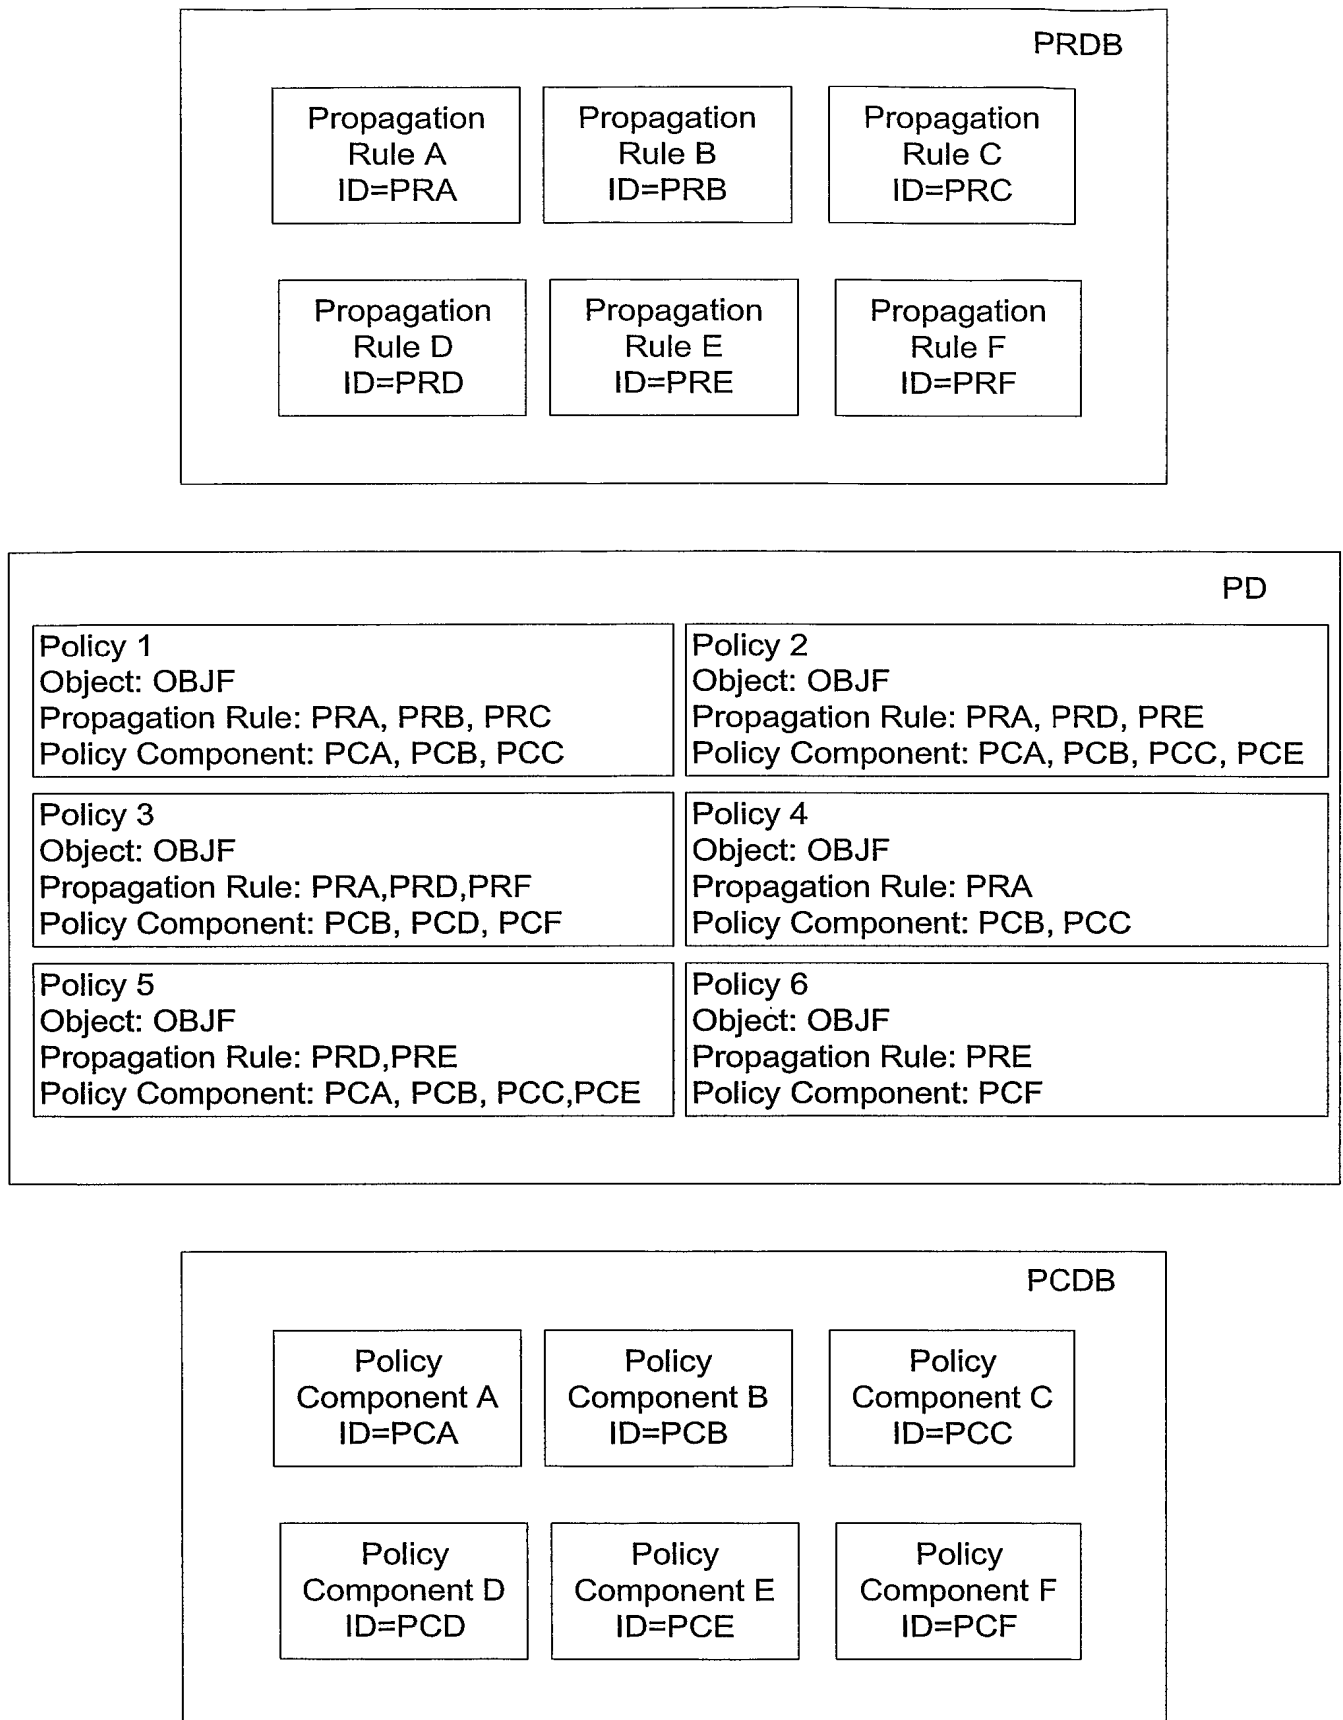 PRDB
Propagation
Rule A
ID=PRA
Propagation
Rule B
ID=PRB
Propagation
Rule C
ID=PRC
Propagation
Rule D
ID=PRD
Propagation
Rule E
ID=PRE
Propagation
Rule F
ID=PRF
PD
Policy 1
Object: OBJF
Propagation Rule: PRA, PRB, PRC
Policy Component: PCA, PCB, PCC
Policy 2
Object: OBJF
Propagation Rule: PRA, PRD, PRE
Policy Component: PCA, PCB, PCC, PCE
Policy 3
Object: OBJF
Propagation Rule: PRA,PRD,PRF
Policy Component: PCB, PCD, PCF
Policy 4
Object: OBJF
Propagation Rule: PRA
Policy Component: PCB, PCC
Policy 5
Object: OBJF
Propagation Rule: PRD,PRE
Policy Component: PCA, PCB, PCC,PCE
Policy 6
Object: OBJF
Propagation Rule: PRE
Policy Component: PCF
PCDB
Policy
Component A
ID=PCA
Policy
Component B
ID=PCB
Policy
Component C
ID=PCC
Policy
Component D
ID=PCD
Policy
Component E
ID=PCE
Policy
Component F
ID=PCF